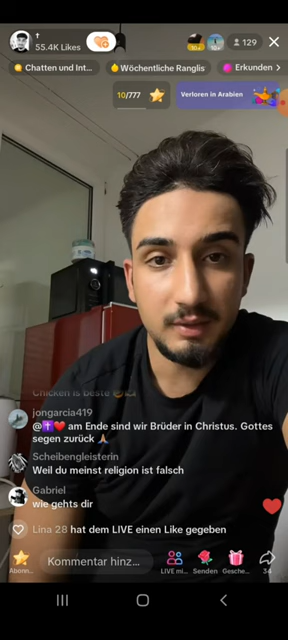 †
55.4K Likes
10+
10+
129
Chatten und Int...
Wöchentliche Ranglis
Erkunden >
10/777
Verloren in Arabien
Chicken is beste
jongarcia419
@✝️❤️ am Ende sind wir Brüder in Christus. Gottes
segen zurück 🙏🏽
Scheibengleisterin
Weil du meinst religion ist falsch
Gabriel
wie gehts dir
Lina 28 hat dem LIVE einen Like gegeben
Kommentar hinz...
Abonn...
LIVE mi...
Senden
Gesche...
34